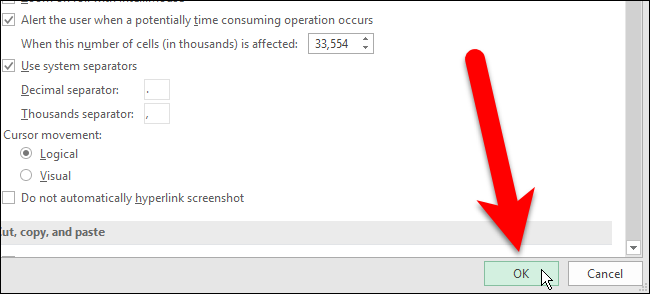 Alert the user when a potentially time consuming operation occurs
When this number of cells (in thousands) is affected: 33,554
Use system separators
Decimal separator: .
Thousands separator: ,
Cursor movement:
Logical
Visual
Do not automatically hyperlink screenshot
Cut, copy, and paste
OK Cancel